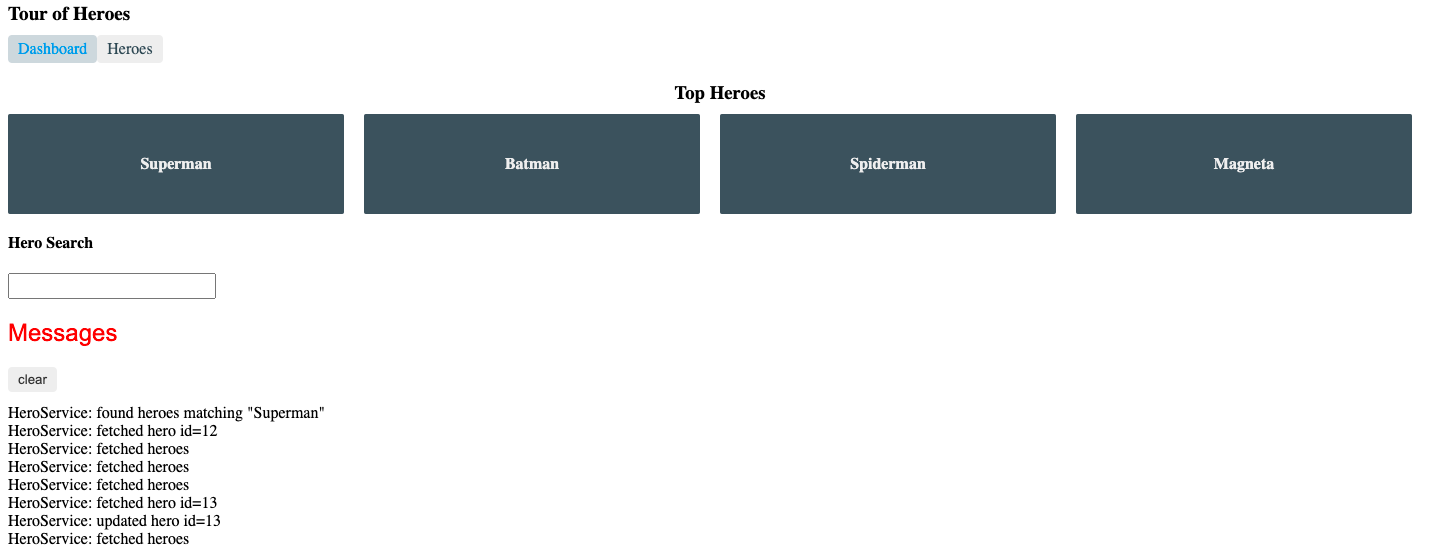 Tour of Heroes
Dashboard Heroes
Top Heroes
Superman Batman Spiderman Magneta
Hero Search
Messages
clear
HeroService: found heroes matching "Superman"
HeroService: fetched hero id=12
HeroService: fetched heroes
HeroService: fetched heroes
HeroService: fetched heroes
HeroService: fetched hero id=13
HeroService: updated hero id=13
HeroService: fetched heroes